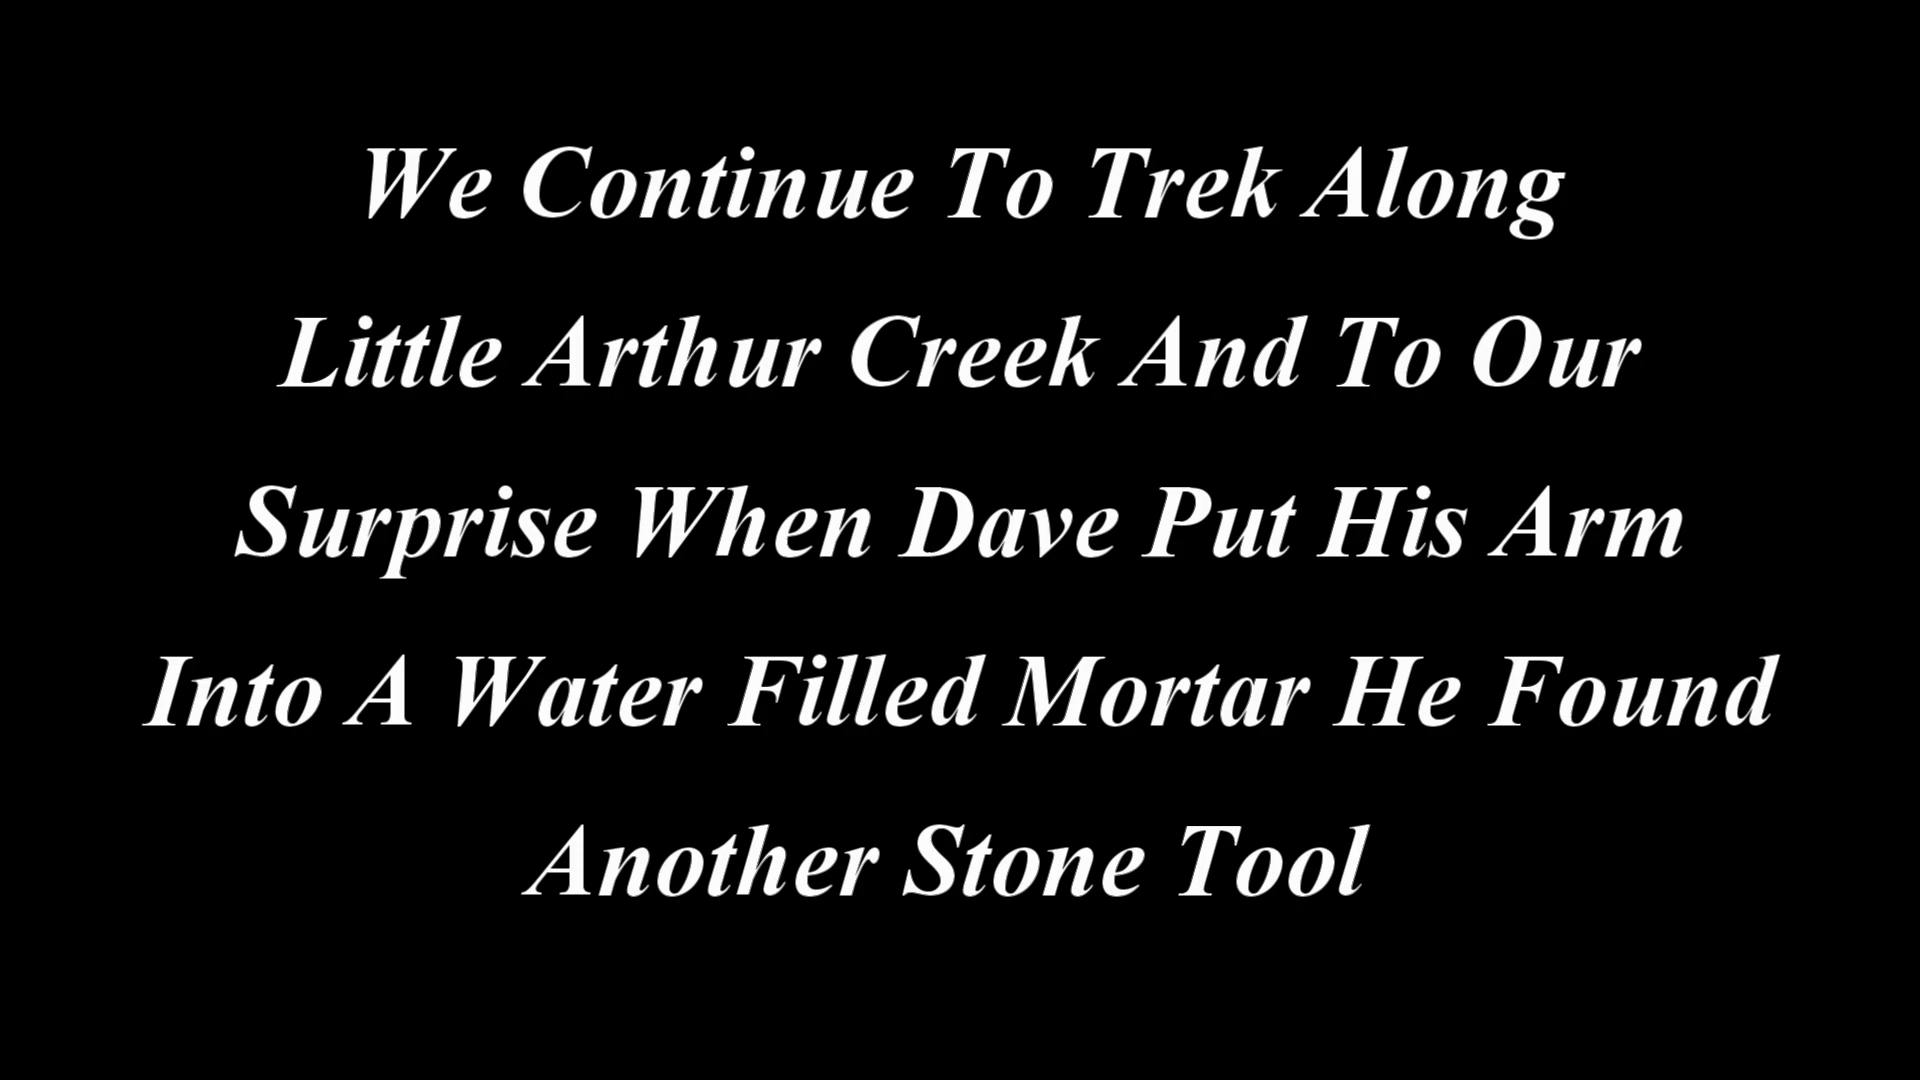 We Continue To Trek Along
Little Arthur Creek And To Our
Surprise When Dave Put His Arm
Into A Water Filled Mortar He Found
Another Stone Tool